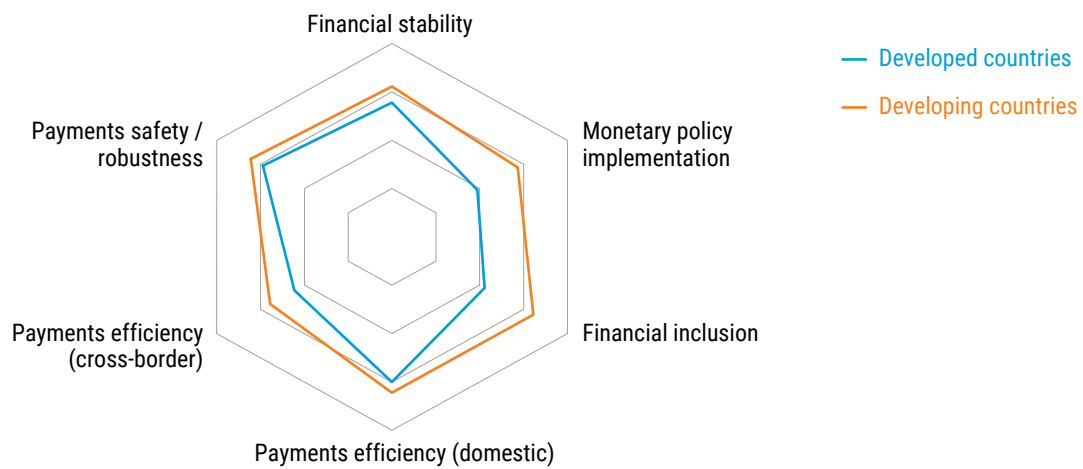 Financial stability
Developed countries
Developing countries
Payments safety /
robustness
Monetary policy
implementation
Payments efficiency
(cross-border)
Financial inclusion
Payments efficiency (domestic)